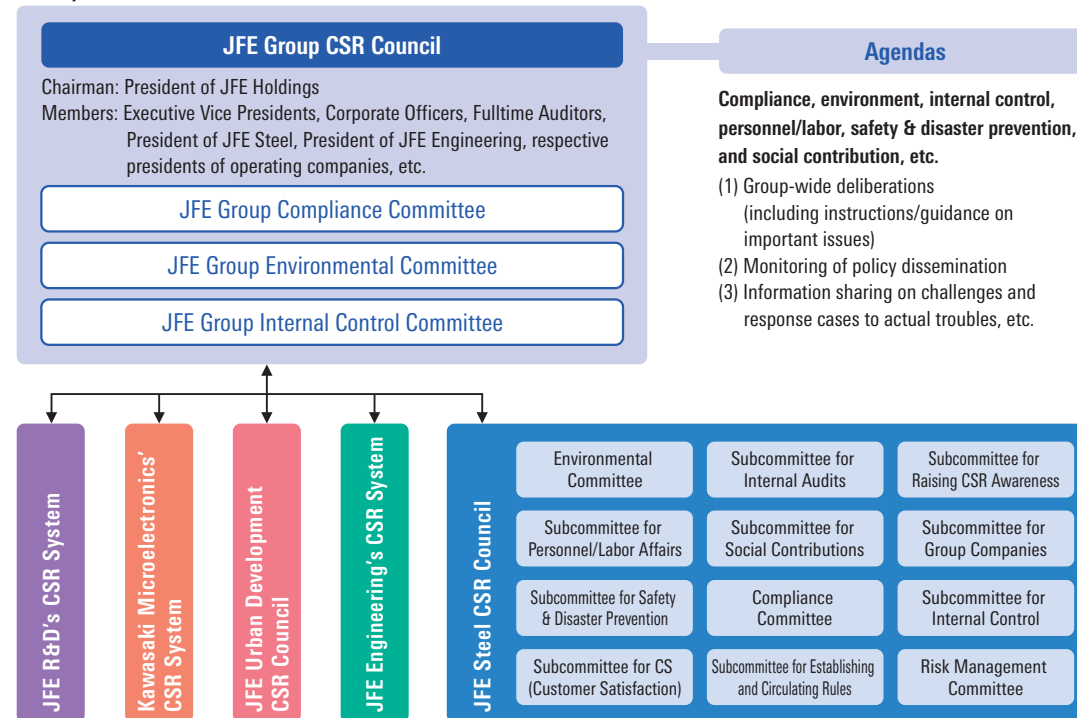 JFE Group CSR Council
Chairman: President of JFE Holdings
Members: Executive Vice Presidents, Corporate Officers, Fulltime Auditors,
President of JFE Steel, President of JFE Engineering, respective
presidents of operating companies, etc.
JFE Group Compliance Committee
JFE Group Environmental Committee
JFE Group Internal Control Committee
Agendas
Compliance, environment, internal control,
personnel/labor, safety & disaster prevention,
and social contribution, etc.
(1) Group-wide deliberations
(including instructions/guidance on
important issues)
(2) Monitoring of policy dissemination
(3) Information sharing on challenges and
response cases to actual troubles, etc.
JFE R&D's CSR System
Kawasaki Microelectronics'
CSR System
JFE Urban Development
CSR Council
JFE Engineering's CSR System
JFE Steel CSR Council
Environmental
Committee
Subcommittee for
Internal Audits
Subcommittee for
Raising CSR Awareness
Subcommittee for
Personnel/Labor Affairs
Subcommittee for
Social Contributions
Subcommittee for
Group Companies
Subcommittee for Safety
& Disaster Prevention
Compliance
Committee
Subcommittee for
Internal Control
Subcommittee for CS
(Customer Satisfaction)
Subcommittee for Establishing
and Circulating Rules
Risk Management
Committee